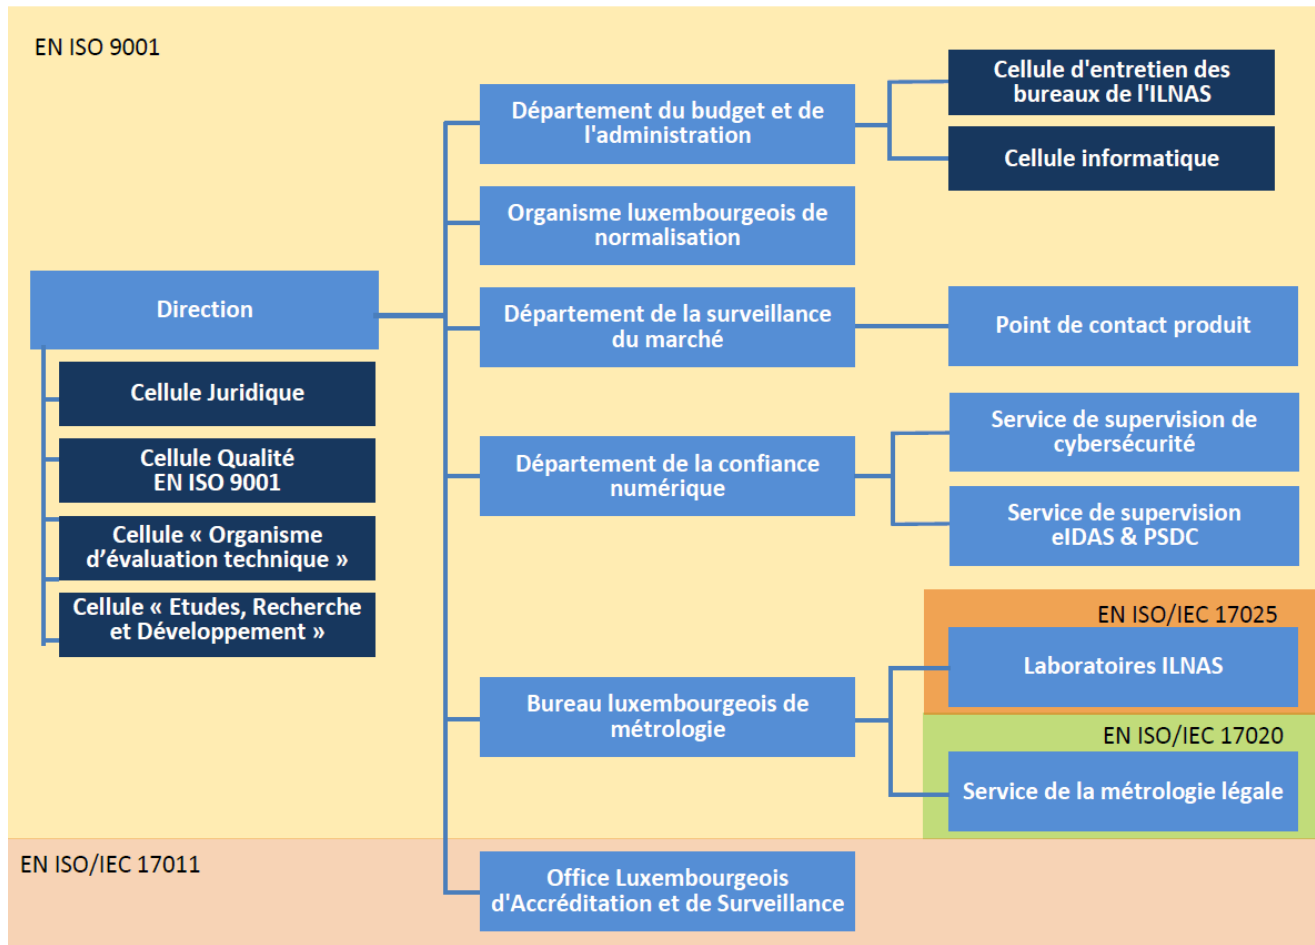 EN ISO 9001
Direction
Cellule Juridique
Cellule Qualité
EN ISO 9001
Cellule « Organisme
d’évaluation technique »
Cellule « Etudes, Recherche
et Développement »
Département du budget et de
l'administration
Cellule d'entretien des
bureaux de l'ILNAS
Cellule informatique
Organisme luxembourgeois de
normalisation
Département de la surveillance
du marché
Point de contact produit
Département de la confiance
numérique
Service de supervision de
cybersécurité
Service de supervision
eIDAS & PSDC
Bureau luxembourgeois de
métrologie
EN ISO/IEC 17025
Laboratoires ILNAS
EN ISO/IEC 17020
Service de la métrologie légale
EN ISO/IEC 17011
Office Luxembourgeois
d'Accréditation et de Surveillance